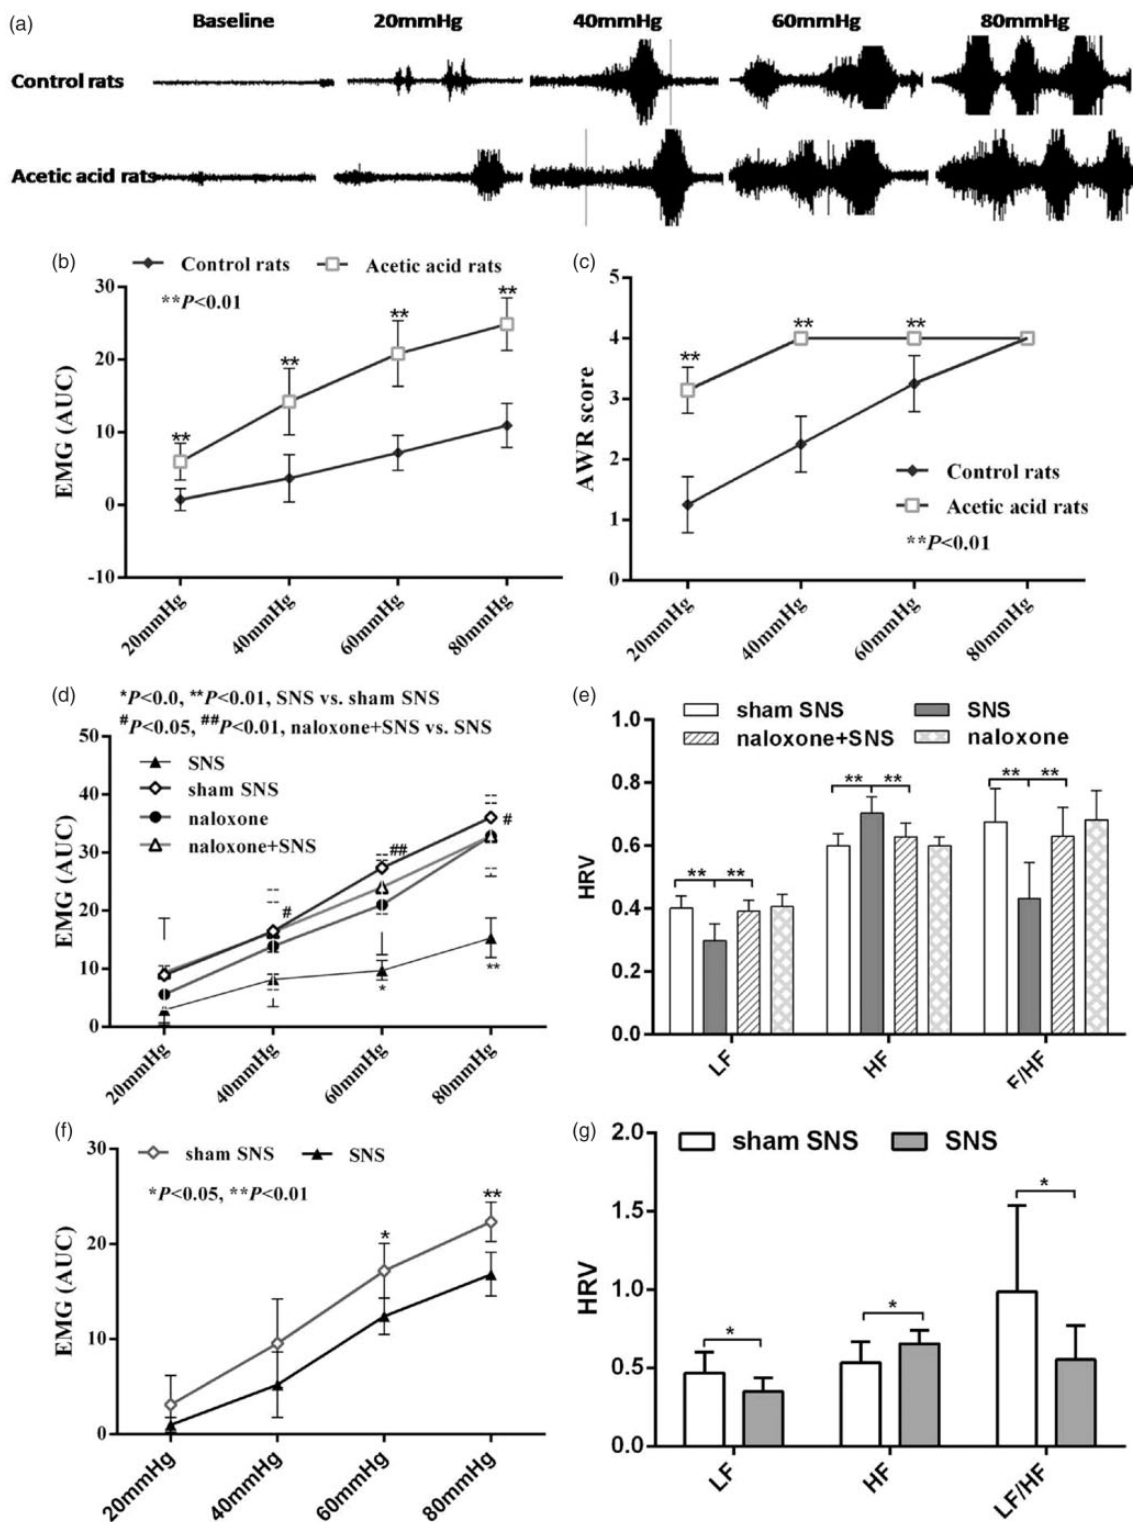 (a)
Baseline 20mmHg 40mmHg 60mmHg 80mmHg
Control rats
Acetic acid rats
(b)
Control rats Acetic acid rats
**P<0.01
EMG (AUC)
30
20
10
0
-10
** ** ** **
20mmHg 40mmHg 60mmHg 80mmHg
(c)
AWR score
5
4
3
2
1
0
** ** **
Control rats
Acetic acid rats
**P<0.01
20mmHg 40mmHg 60mmHg 80mmHg
(d)
*P<0.0, **P<0.01, SNS vs. sham SNS
#P<0.05, ##P<0.01, naloxone+SNS vs. SNS
EMG (AUC)
50
40
30
20
10
0
SNS
sham SNS
naloxone
naloxone+SNS
# ## #
* **
20mmHg 40mmHg 60mmHg 80mmHg
(e)
sham SNS SNS
naloxone+SNS naloxone
HRV
1.0
0.8
0.6
0.4
0.2
0.0
** ** ** ** ** **
LF HF F/HF
(f)
sham SNS SNS
*P<0.05, **P<0.01
EMG (AUC)
30
20
10
0
* **
20mmHg 40mmHg 60mmHg 80mmHg
(g)
sham SNS SNS
HRV
2.0
1.5
1.0
0.5
0.0
* * *
LF HF LF/HF